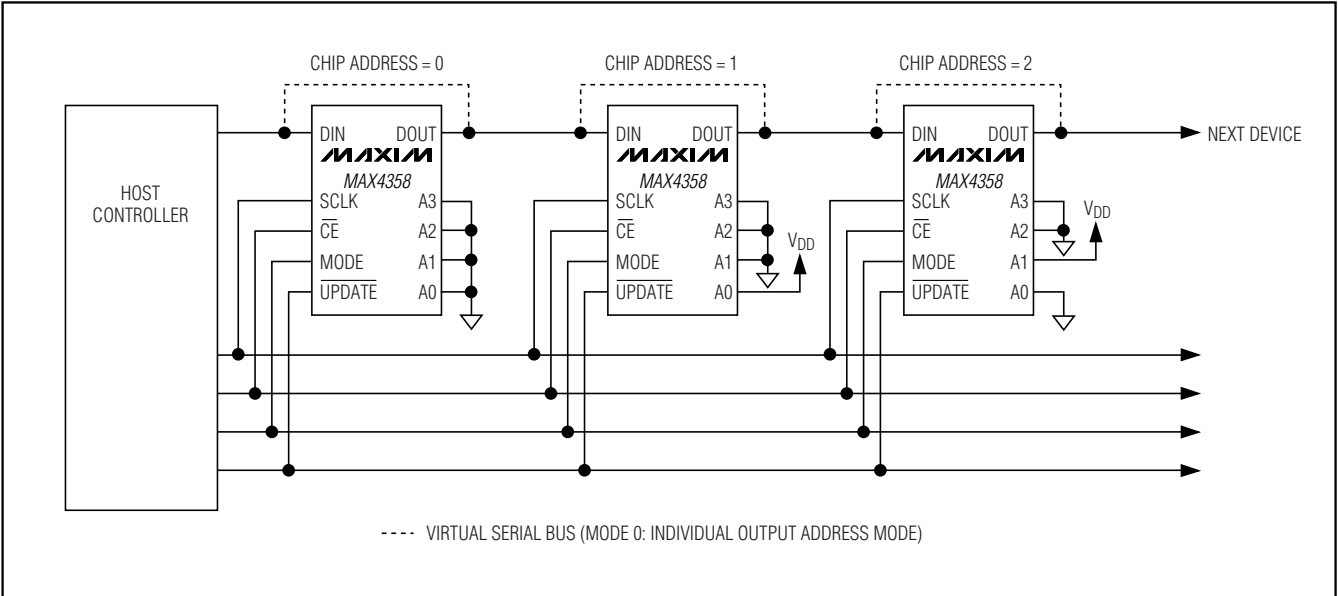 CHIP ADDRESS = 0
CHIP ADDRESS = 1
CHIP ADDRESS = 2
HOST
CONTROLLER
DIN DOUT
MAXIM
MAX4358
SCLK A3
CE A2
MODE A1
UPDATE A0
DIN DOUT
MAXIM
MAX4358
SCLK A3
CE A2
MODE A1
UPDATE A0
VDD
DIN DOUT
MAXIM
MAX4358
SCLK A3
CE A2
MODE A1
UPDATE A0
VDD
NEXT DEVICE
---- VIRTUAL SERIAL BUS (MODE 0: INDIVIDUAL OUTPUT ADDRESS MODE)